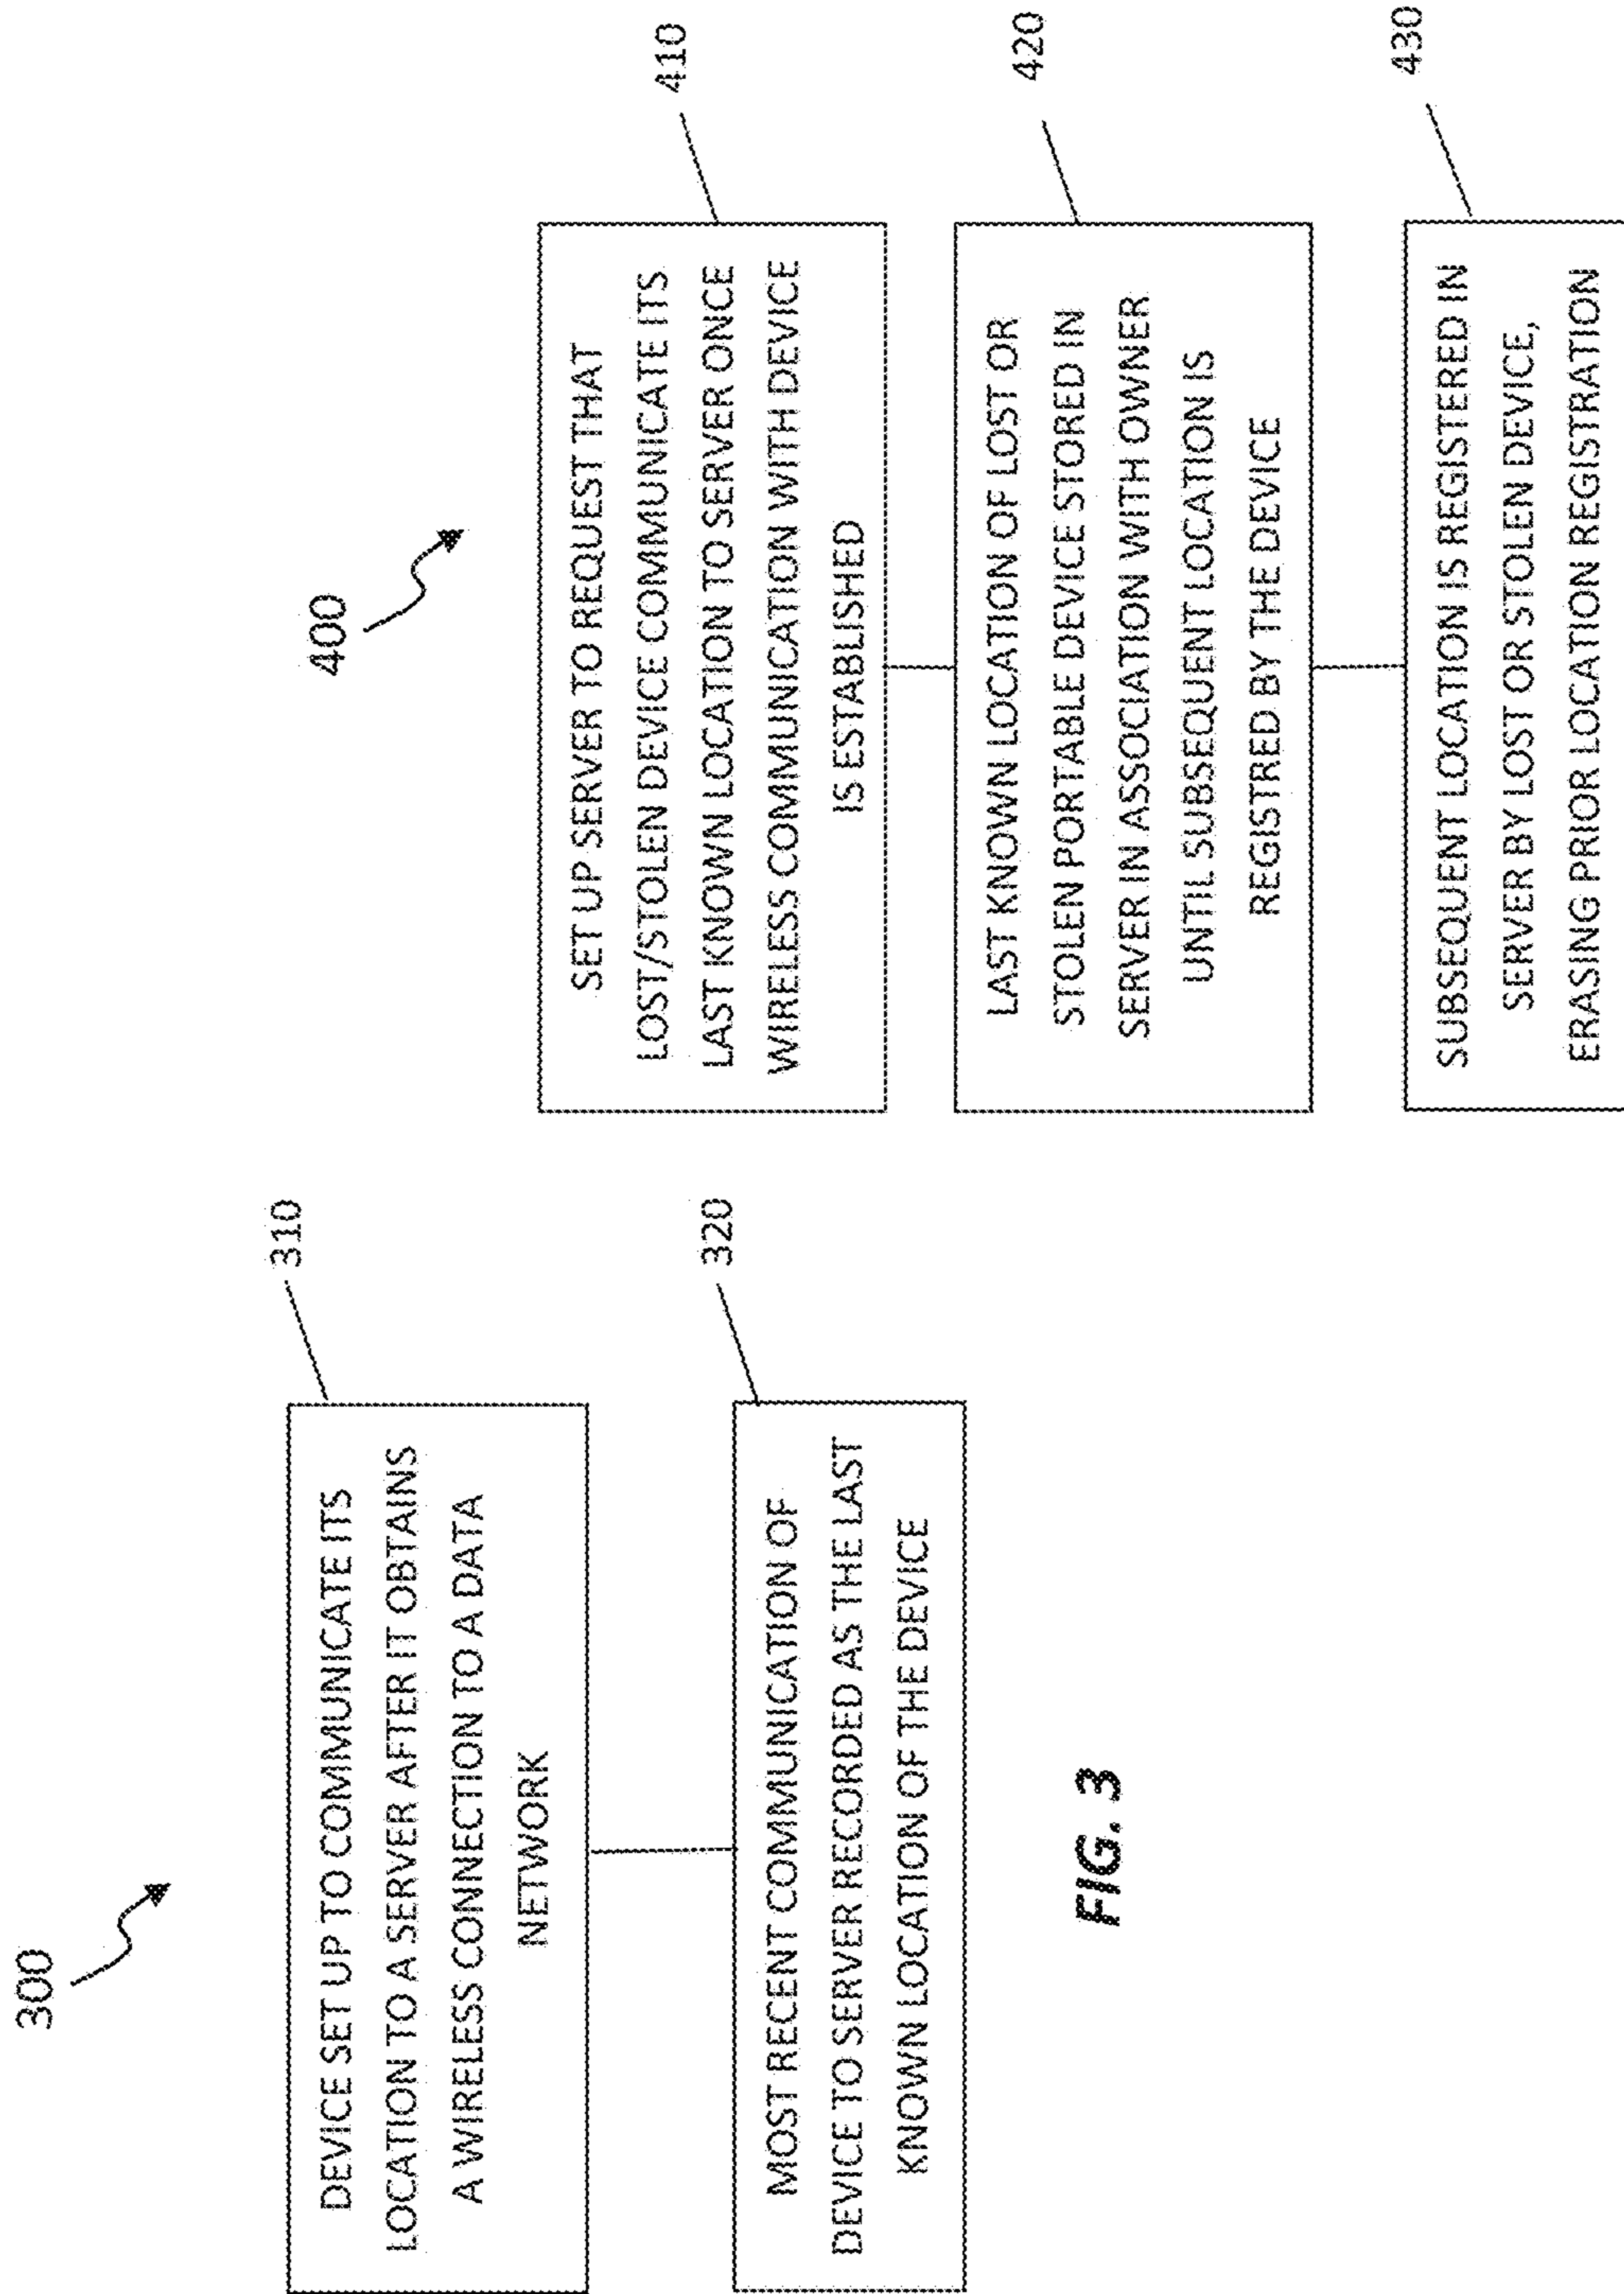 300
310
DEVICE SET UP TO COMMUNICATE ITS
LOCATION TO A SERVER AFTER IT OBTAINS
A WIRELESS CONNECTION TO A DATA
NETWORK
320
MOST RECENT COMMUNICATION OF
DEVICE TO SERVER RECORDED AS THE LAST
KNOWN LOCATION OF THE DEVICE
FIG. 3
400
410
SET UP SERVER TO REQUEST THAT
LOST/STOLEN DEVICE COMMUNICATE ITS
LAST KNOWN LOCATION TO SERVER ONCE
WIRELESS COMMUNICATION WITH DEVICE
IS ESTABLISHED
420
LAST KNOWN LOCATION OF LOST OR
STOLEN PORTABLE DEVICE STORED IN
SERVER IN ASSOCIATION WITH OWNER
UNTIL SUBSEQUENT LOCATION IS
REGISTRED BY THE DEVICE
430
SUBSEQUENT LOCATION IS REGISTERED IN
SERVER BY LOST OR STOLEN DEVICE,
ERASING PRIOR LOCATION REGISTRATION